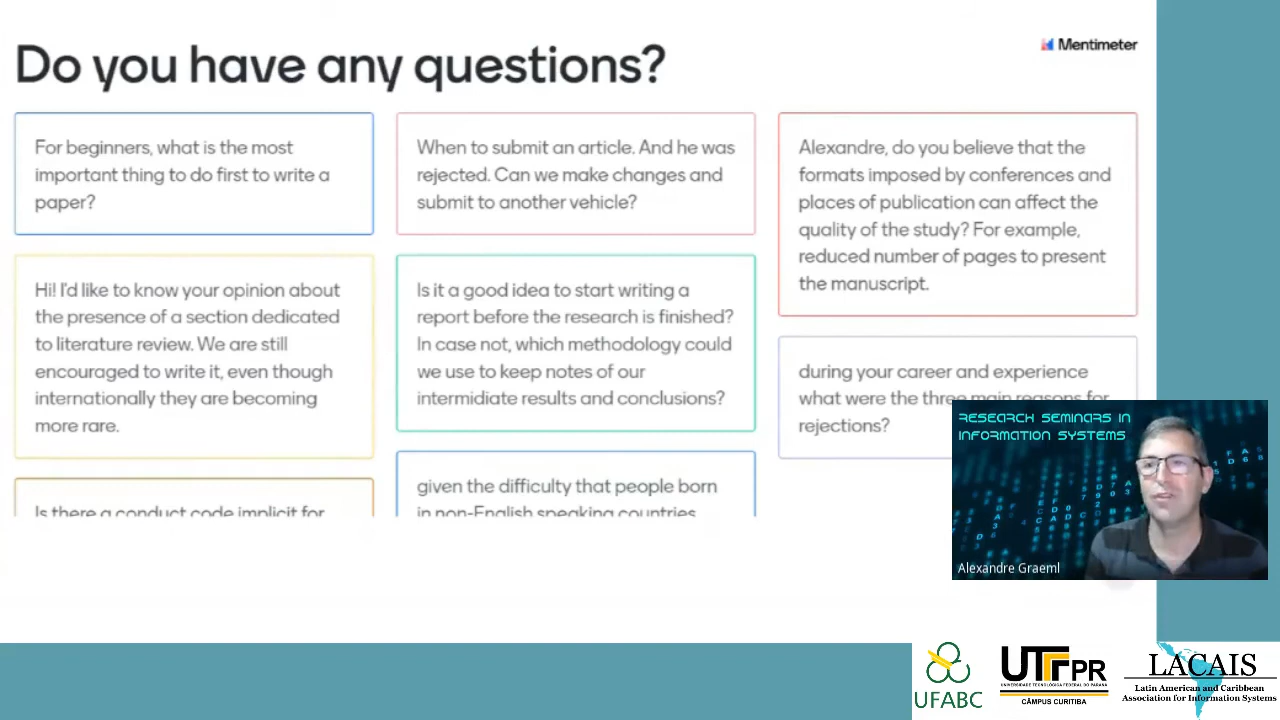 Do you have any questions?
Mentimeter
For beginners, what is the most
important thing to do first to write a
paper?
Hi! I'd like to know your opinion about
the presence of a section dedicated
to literature review. We are still
encouraged to write it, even though
internationally they are becoming
more rare.
Is there a conduct code implicit for
When to submit an article. And he was
rejected. Can we make changes and
submit to another vehicle?
Is it a good idea to start writing a
report before the research is finished?
In case not, which methodology could
we use to keep notes of our
intermidiate results and conclusions?
given the difficulty that people born
in non-English speaking countries
Alexandre, do you believe that the
formats imposed by conferences and
places of publication can affect the
quality of the study? For example,
reduced number of pages to present
the manuscript.
during your career and experience
what were the three main reasons for
rejections?
RESEARCH SEMINARS IN
INFORMATION SYSTEMS
Alexandre Graeml
UFABC
UTFPR
UNIVERSIDADE TECNOLÓGICA FEDERAL DO PARANÁ
CÂMPUS CURITIBA
LACAIS
Latin American and Caribbean
Association for Information Systems